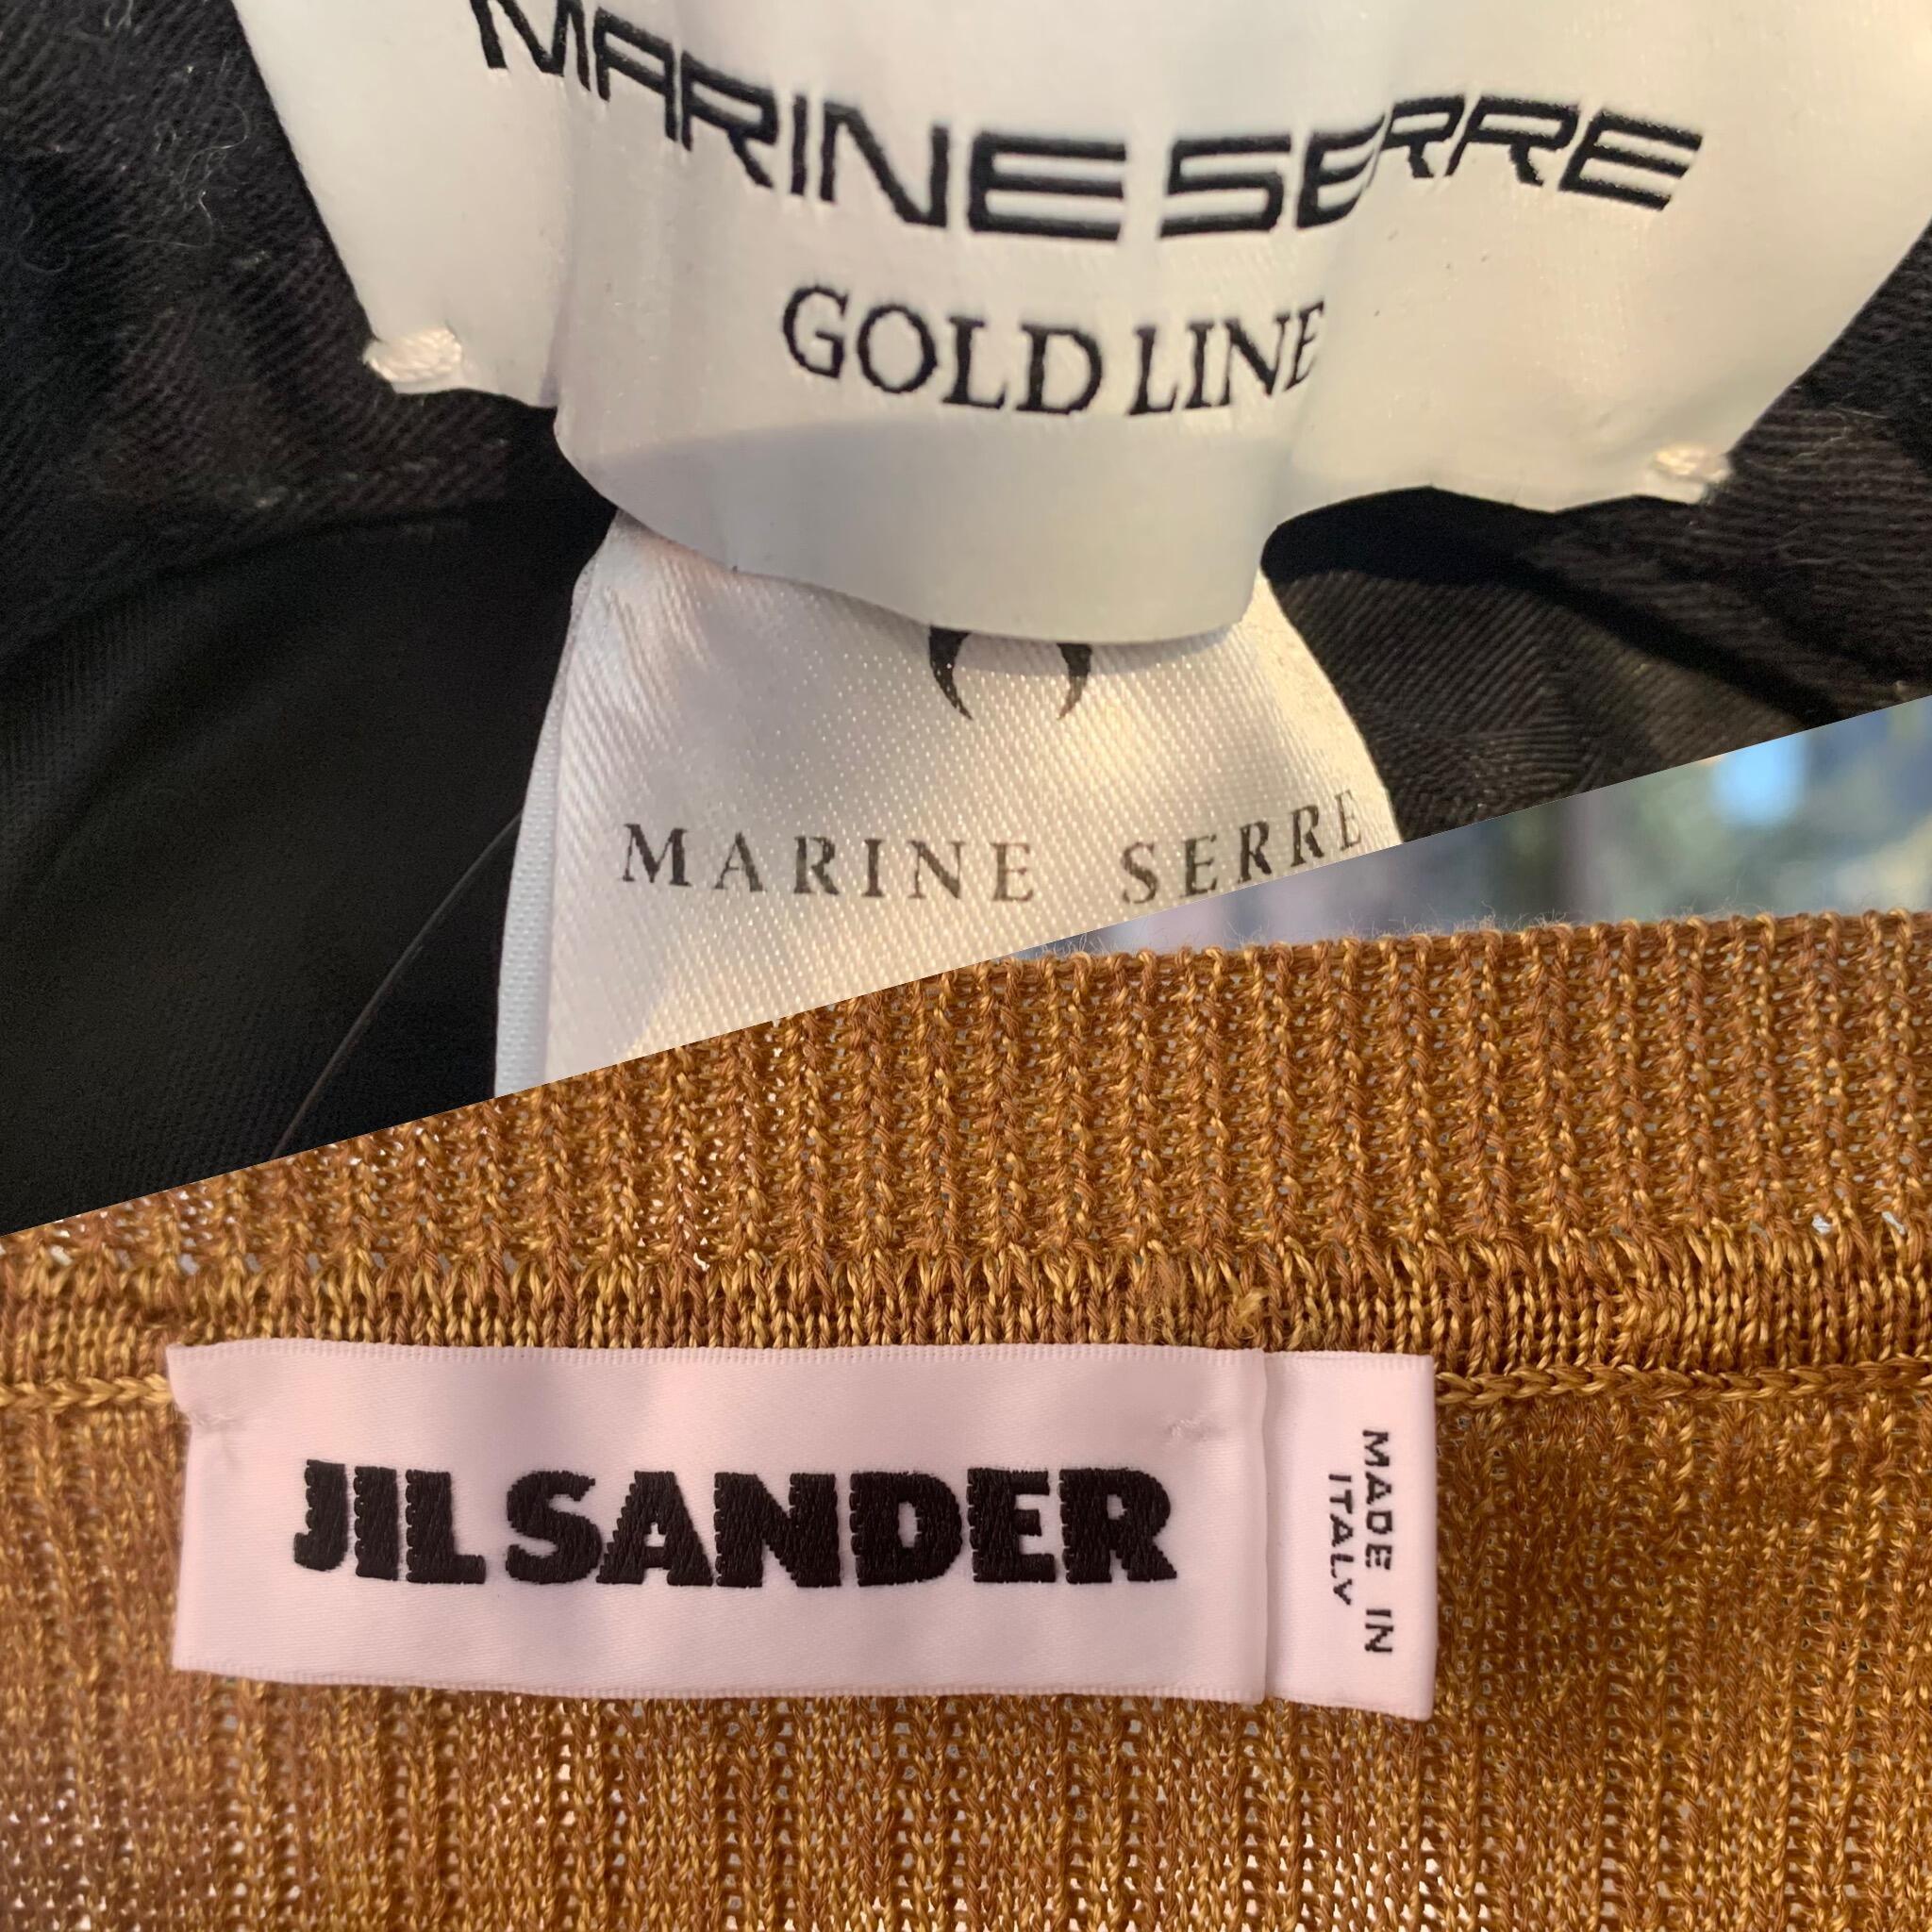 MARINE SERRE
GOLD LINE
MARINE SERRE
JIL SANDER
MADE IN
ITALY